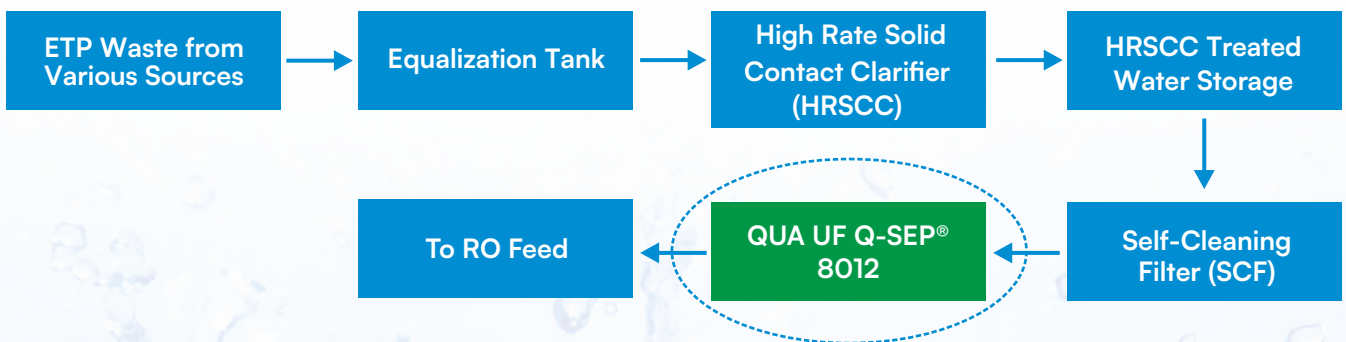 ETP Waste from
Various Sources
Equalization Tank
High Rate Solid
Contact Clarifier
(HRSCC)
HRSCC Treated
Water Storage
To RO Feed
QUA UF Q-SEP®
8012
Self-Cleaning
Filter (SCF)